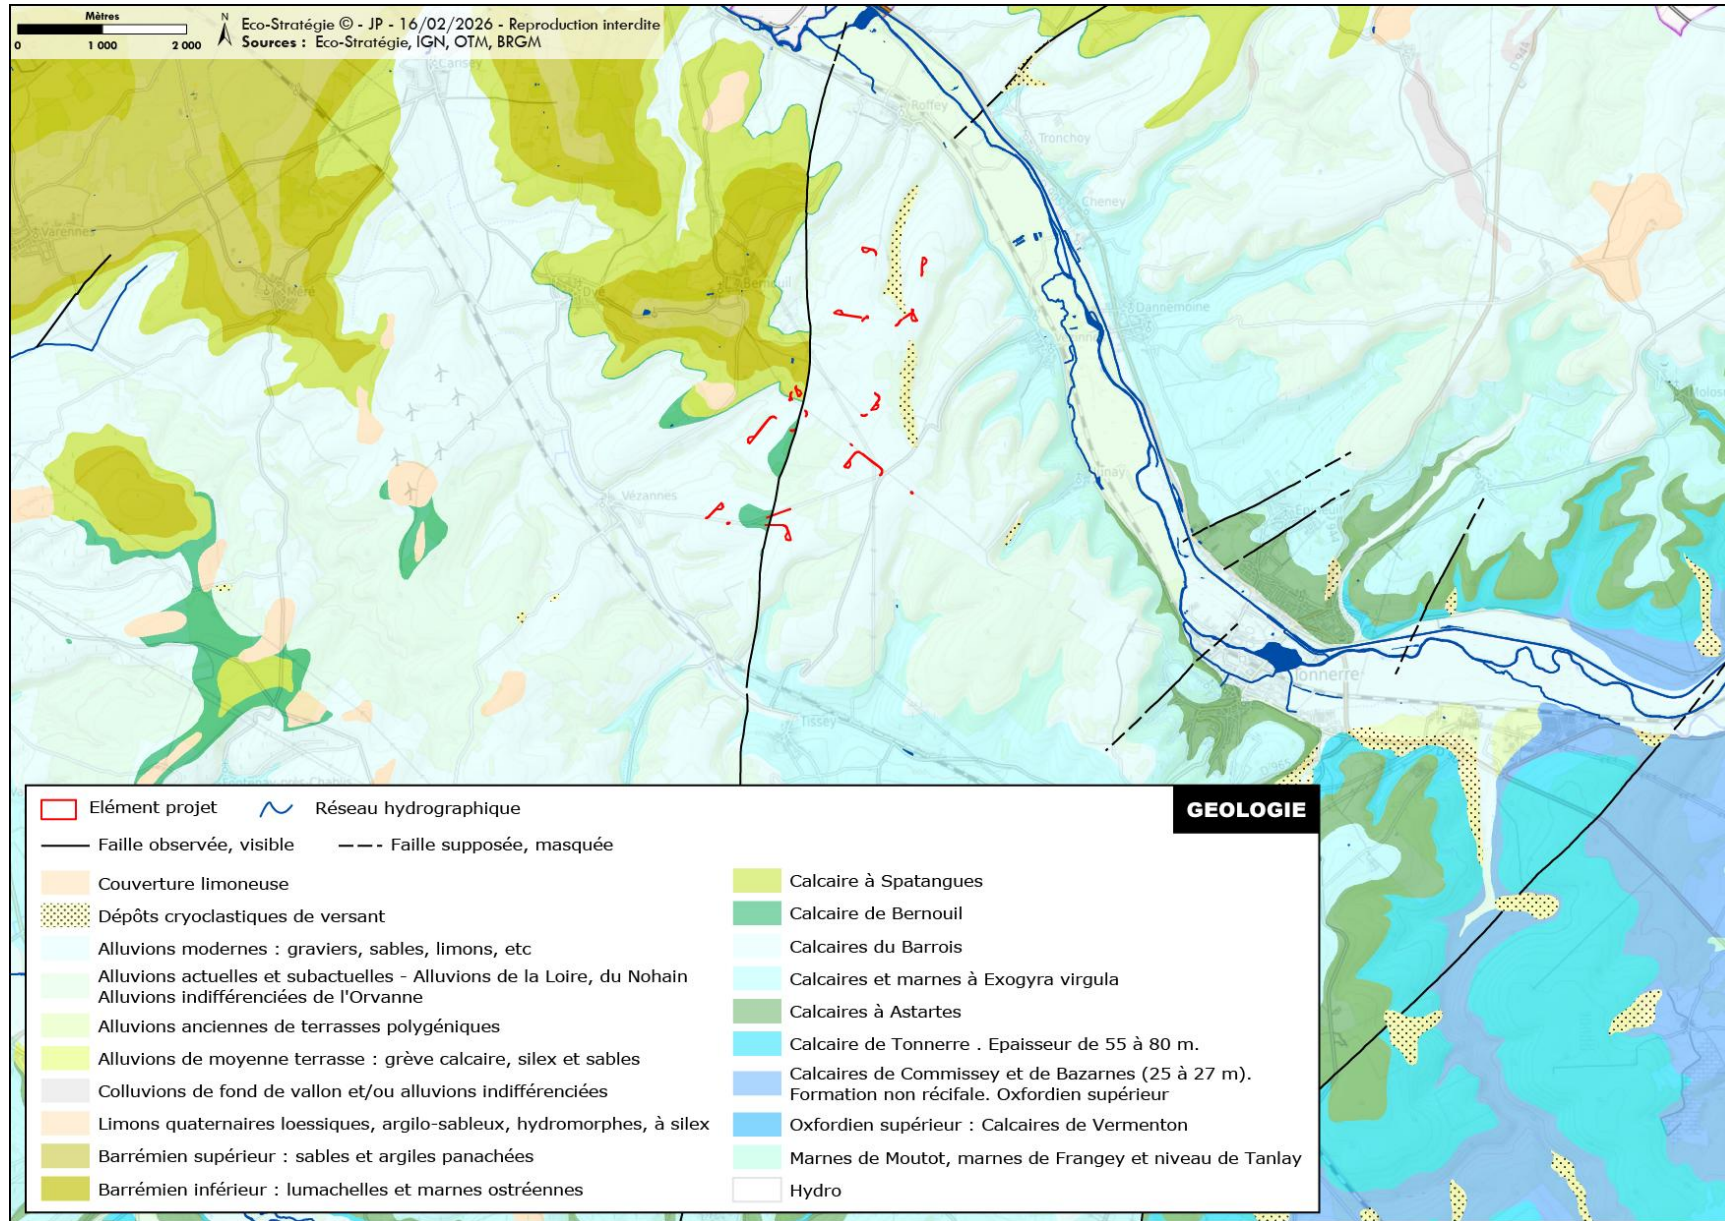 Mètres
0 1 000 2 000
N
Eco-Stratégie © - JP - 16/02/2026 - Reproduction interdite
Sources : Eco-Stratégie, IGN, OTM, BRGM
Roffey
Tronchoy
D 944
Cheney
Varennes
Méré
Dyé
Bernouil
Dannemoine
Vézannes
Epineuil
Tonnerre
Tissey
D 965
GEOLOGIE
Elément projet
Réseau hydrographique
Faille observée, visible
Faille supposée, masquée
Couverture limoneuse
Dépôts cryoclastiques de versant
Alluvions modernes : graviers, sables, limons, etc
Alluvions actuelles et subactuelles - Alluvions de la Loire, du Nohain
Alluvions indifférenciées de l'Orvanne
Alluvions anciennes de terrasses polygéniques
Alluvions de moyenne terrasse : grève calcaire, silex et sables
Colluvions de fond de vallon et/ou alluvions indifférenciées
Limons quaternaires loessiques, argilo-sableux, hydromorphes, à silex
Barrémien supérieur : sables et argiles panachées
Barrémien inférieur : lumachelles et marnes ostréennes
Calcaire à Spatangues
Calcaire de Bernouil
Calcaires du Barrois
Calcaires et marnes à Exogyra virgula
Calcaires à Astartes
Calcaire de Tonnerre . Epaisseur de 55 à 80 m.
Calcaires de Commissey et de Bazarnes (25 à 27 m).
Formation non récifale. Oxfordien supérieur
Oxfordien supérieur : Calcaires de Vermenton
Marnes de Moutot, marnes de Frangey et niveau de Tanlay
Hydro